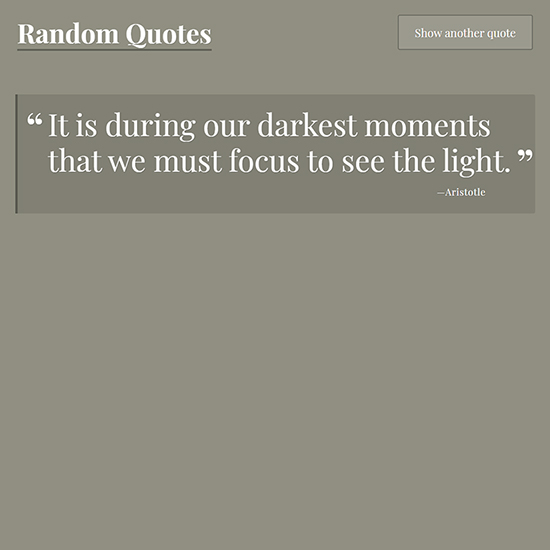 Random Quotes
Show another quote
“ It is during our darkest moments
that we must focus to see the light. ”
—Aristotle